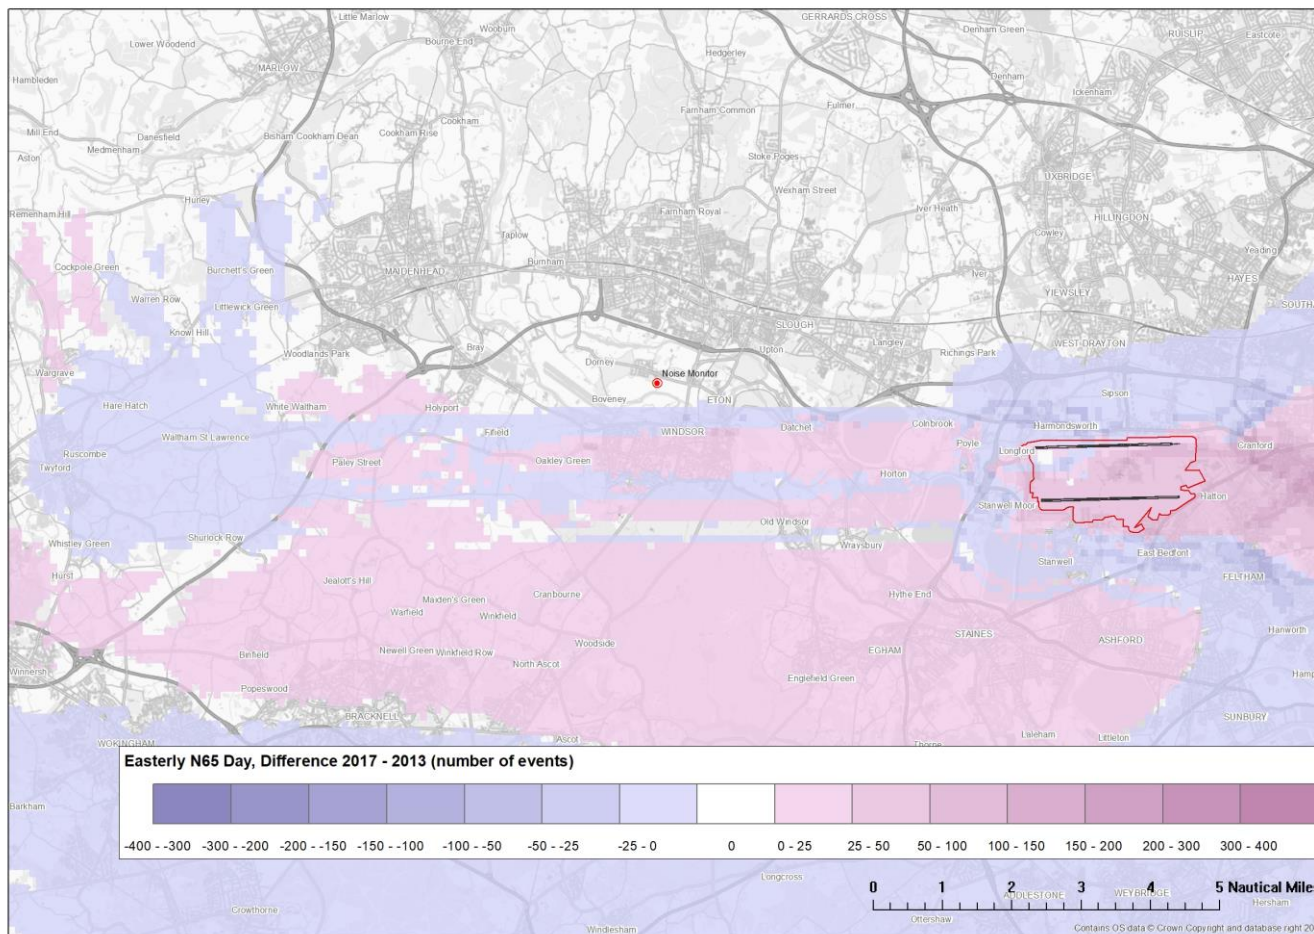 Little Marlow
Wooburn
GERRARDS CROSS
Denham Green
RUISLIP
Eastcote
Lower Woodend
Bourne End
Hedgerley
MARLOW
Denham
Hambleden
Ickenham
Farnham Common
Fulmer
Cookham
Mill End
Danesfield
Bisham
Cookham Dean
Cookham Rise
Medmenham
Aston
Stoke Poges
UXBRIDGE
Wexham Street
Hurley
Farnham Royal
Iver Heath
Remenham Hill
HILLINGDON
Taplow
Cowley
Yeading
Burnham
Cockpole Green
Burchett's Green
MAIDENHEAD
Iver
HAYES
Warren Row
YIEWSLEY
Littlewick Green
SLOUGH
Knowl Hill
Langley
WEST DRAYTON
Woodlands Park
Bray
Upton
Richings Park
Dorney
Wargrave
Noise Monitor
Sipson
Hare Hatch
White Waltham
Holyport
Boveney
ETON
Datchet
Colnbrook
Harmondsworth
Waltham St Lawrence
Fifield
WINDSOR
Poyle
Cranford
Ruscombe
Longford
Twyford
Paley Street
Oakley Green
Horton
Hatton
Stanwell Moor
Old Windsor
Shurlock Row
Whistley Green
Wraysbury
East Bedfont
Stanwell
Hurst
Jealott's Hill
FELTHAM
Cranbourne
Hythe End
Maiden's Green
Warfield
Winkfield
Hanworth
STAINES
ASHFORD
Woodside
Binfield
Newell Green
Winkfield Row
EGHAM
North Ascot
Winnersh
Englefield Green
Popeswood
BRACKNELL
SUNBURY
Laleham
Littleton
WOKINGHAM
Ascot
Thorpe
Easterly N65 Day, Difference 2017 - 2013 (number of events)
-400 - -300
-300 - -200
-200 - -150
-150 - -100
-100 - -50
-50 - -25
-25 - 0
0
0 - 25
25 - 50
50 - 100
100 - 150
150 - 200
200 - 300
300 - 400
Barkham
Longcross
0 1 2 3 4 5 Nautical Miles
ADDLESTONE
WEYBRIDGE
Hersham
Crowthorne
Ottershaw
Windlesham
Contains OS data © Crown Copyright and database right 20